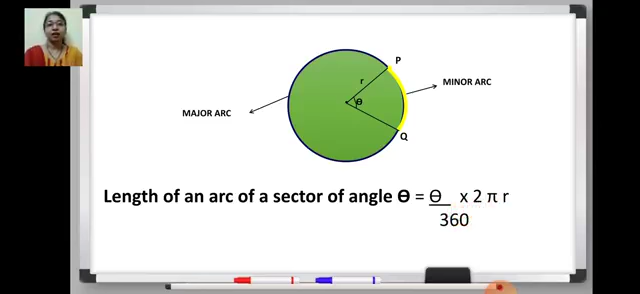 P
r
MINOR ARC
Ө
MAJOR ARC
Q
Length of an arc of a sector of angle Ө = Ө x 2 π r
360